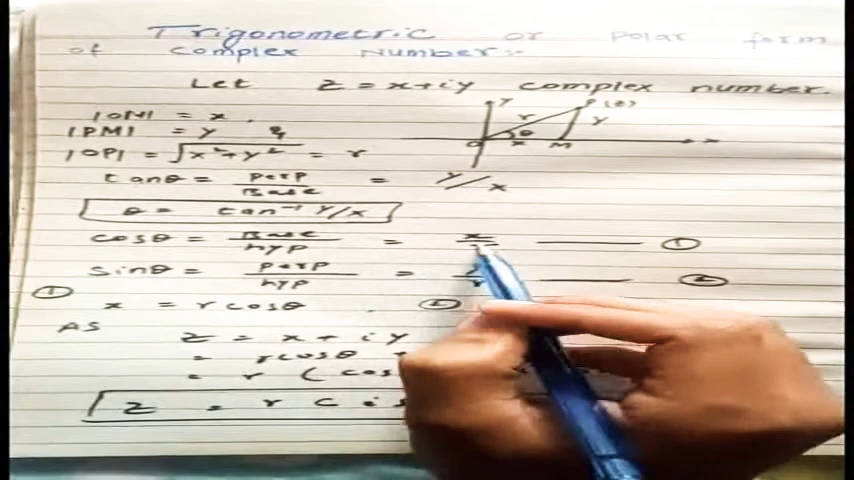 Trigonometric or Polar form
of Complex Number:-
Let z = x+iy complex number.
|OM| = x
|PM| = y &
|OP| = √x²+y² = r
y P(z)
r y
θ
O x M x
tanθ = Perp/Base = y/x
θ = tan⁻¹ y/x
cosθ = Base/hyp = x/ ——— ①
sinθ = Perp/hyp = ——— ②
① x = r cosθ ②
As z = x + iy
= r cosθ
= r ( cos
z = r cis